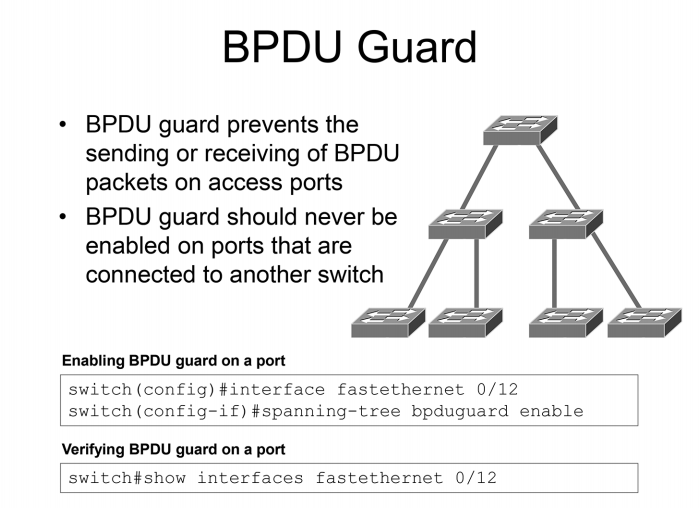 BPDU Guard
• BPDU guard prevents the
sending or receiving of BPDU
packets on access ports
• BPDU guard should never be
enabled on ports that are
connected to another switch
Enabling BPDU guard on a port
switch(config)#interface fastethernet 0/12
switch(config-if)#spanning-tree bpduguard enable
Verifying BPDU guard on a port
switch#show interfaces fastethernet 0/12